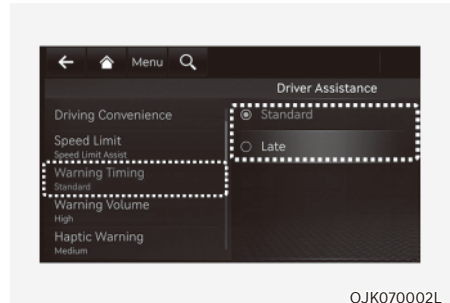 Menu
Driver Assistance
Driving Convenience
Speed Limit
Speed Limit Assist
Warning Timing
Standard
Warning Volume
High
Haptic Warning
Medium
Standard
Late
OJK070002L